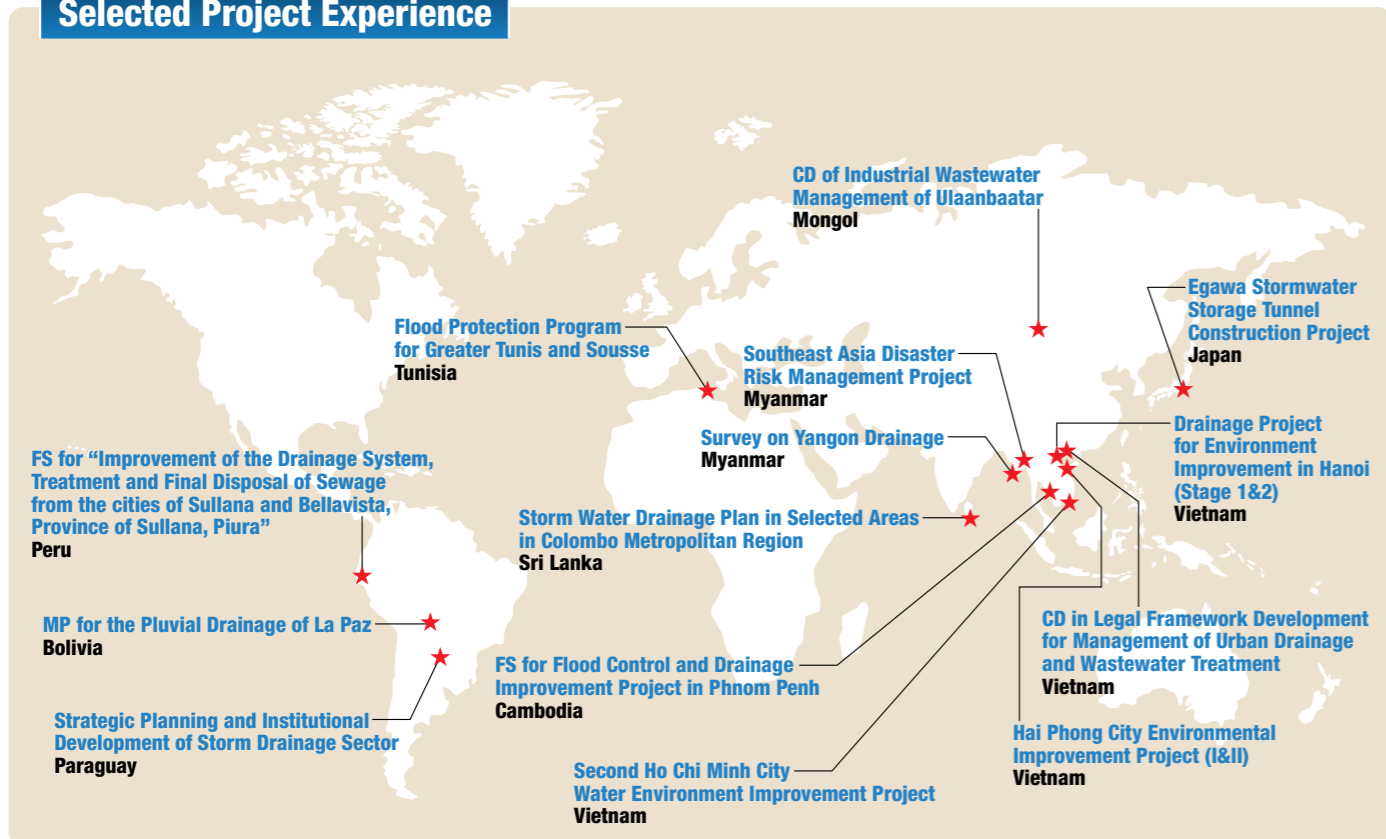 Selected Project Experience
CD of Industrial Wastewater
Management of Ulaanbaatar
Mongol
Egawa Stormwater
Storage Tunnel
Construction Project
Japan
Flood Protection Program
for Greater Tunis and Sousse
Tunisia
Southeast Asia Disaster
Risk Management Project
Myanmar
Survey on Yangon Drainage
Myanmar
Drainage Project
for Environment
Improvement in Hanoi
(Stage 1&2)
Vietnam
FS for “Improvement of the Drainage System,
Treatment and Final Disposal of Sewage
from the cities of Sullana and Bellavista,
Province of Sullana, Piura”
Peru
Storm Water Drainage Plan in Selected Areas
in Colombo Metropolitan Region
Sri Lanka
MP for the Pluvial Drainage of La Paz
Bolivia
CD in Legal Framework Development
for Management of Urban Drainage
and Wastewater Treatment
Vietnam
FS for Flood Control and Drainage
Improvement Project in Phnom Penh
Cambodia
Strategic Planning and Institutional
Development of Storm Drainage Sector
Paraguay
Hai Phong City Environmental
Improvement Project (I&II)
Vietnam
Second Ho Chi Minh City
Water Environment Improvement Project
Vietnam